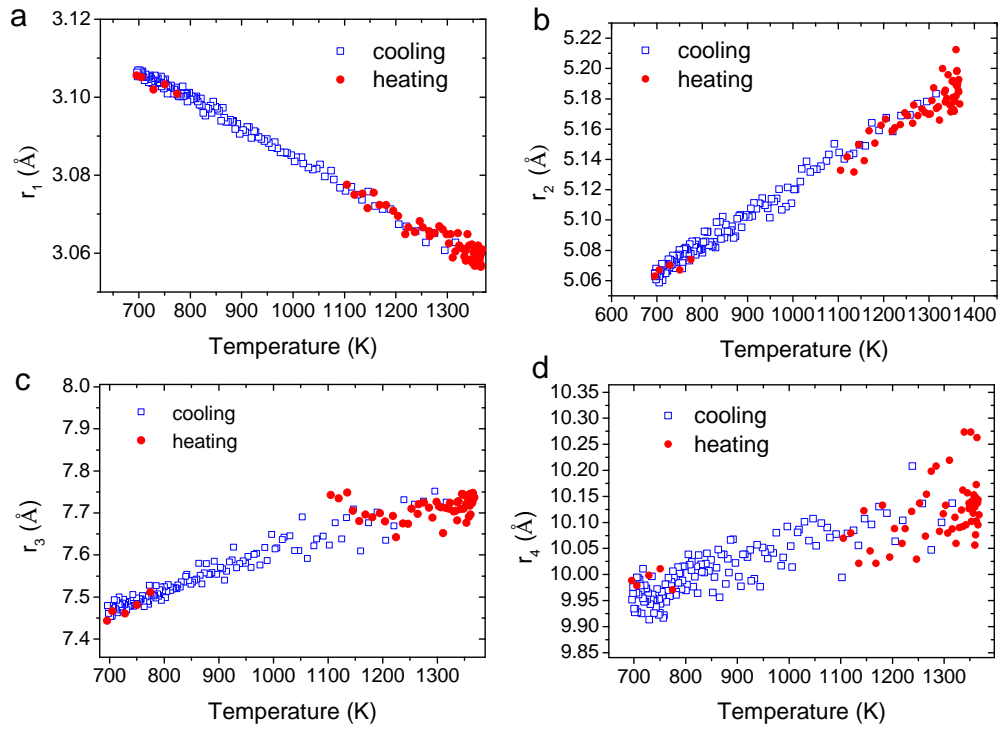 a
3.12
3.10
3.08
3.06
r1 (Å)
cooling
heating
700 800 900 1000 1100 1200 1300
Temperature (K)
b
5.22
5.20
5.18
5.16
5.14
5.12
5.10
5.08
5.06
r2 (Å)
cooling
heating
600 700 800 900 1000 1100 1200 1300 1400
Temperature (K)
c
8.0
7.9
7.8
7.7
7.6
7.5
7.4
r3 (Å)
cooling
heating
700 800 900 1000 1100 1200 1300
Temperature (K)
d
10.35
10.30
10.25
10.20
10.15
10.10
10.05
10.00
9.95
9.90
9.85
r4 (Å)
cooling
heating
700 800 900 1000 1100 1200 1300
Temperature (K)